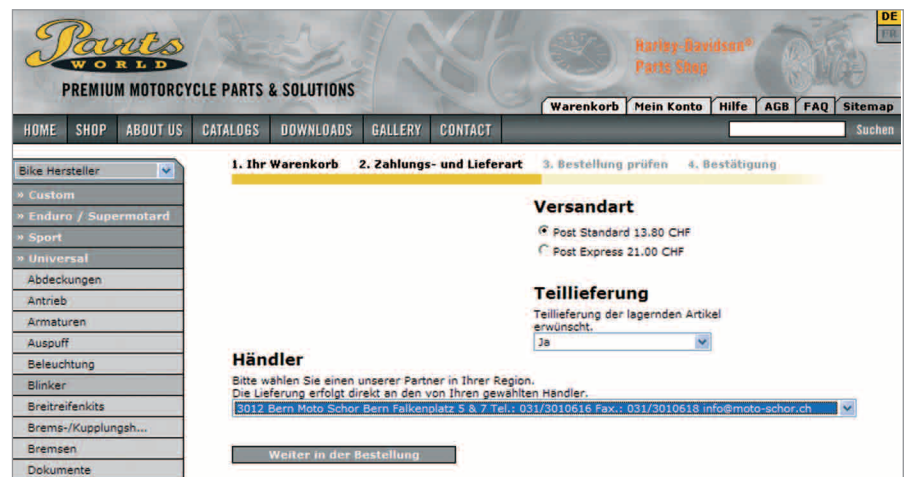 Parts
WORLD
PREMIUM MOTORCYCLE PARTS & SOLUTIONS
Harley-Davidson®
Parts Shop
DE
FR
Warenkorb Mein Konto Hilfe AGB FAQ Sitemap
HOME SHOP ABOUT US CATALOGS DOWNLOADS GALLERY CONTACT Suchen
Bike Hersteller
» Custom
» Enduro / Supermotard
» Sport
» Universal
Abdeckungen
Antrieb
Armaturen
Auspuff
Beleuchtung
Blinker
Breitreifenkits
Brems-/Kupplungsh...
Bremsen
Dokumente
1. Ihr Warenkorb 2. Zahlungs- und Lieferart 3. Bestellung prüfen 4. Bestätigung
Versandart
Post Standard 13.80 CHF
Post Express 21.00 CHF
Teillieferung
Teillieferung der lagernden Artikel
erwünscht.
Ja
Händler
Bitte wählen Sie einen unserer Partner in Ihrer Region.
Die Lieferung erfolgt direkt an den von Ihren gewählten Händler.
3012 Bern Moto Schor Bern Falkenplatz 5 & 7 Tel.: 031/3010616 Fax.: 031/3010618 info@moto-schor.ch
Weiter in der Bestellung